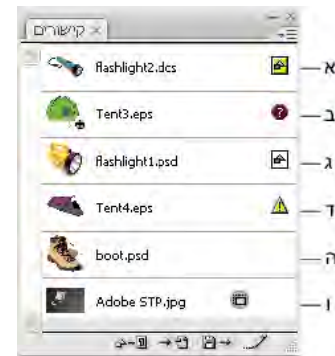 קישורים
flashlight2.dcs א
Tent3.eps ב
flashlight1.psd ג
Tent4.eps ד
boot.psd ה
Adobe STP.jpg ו